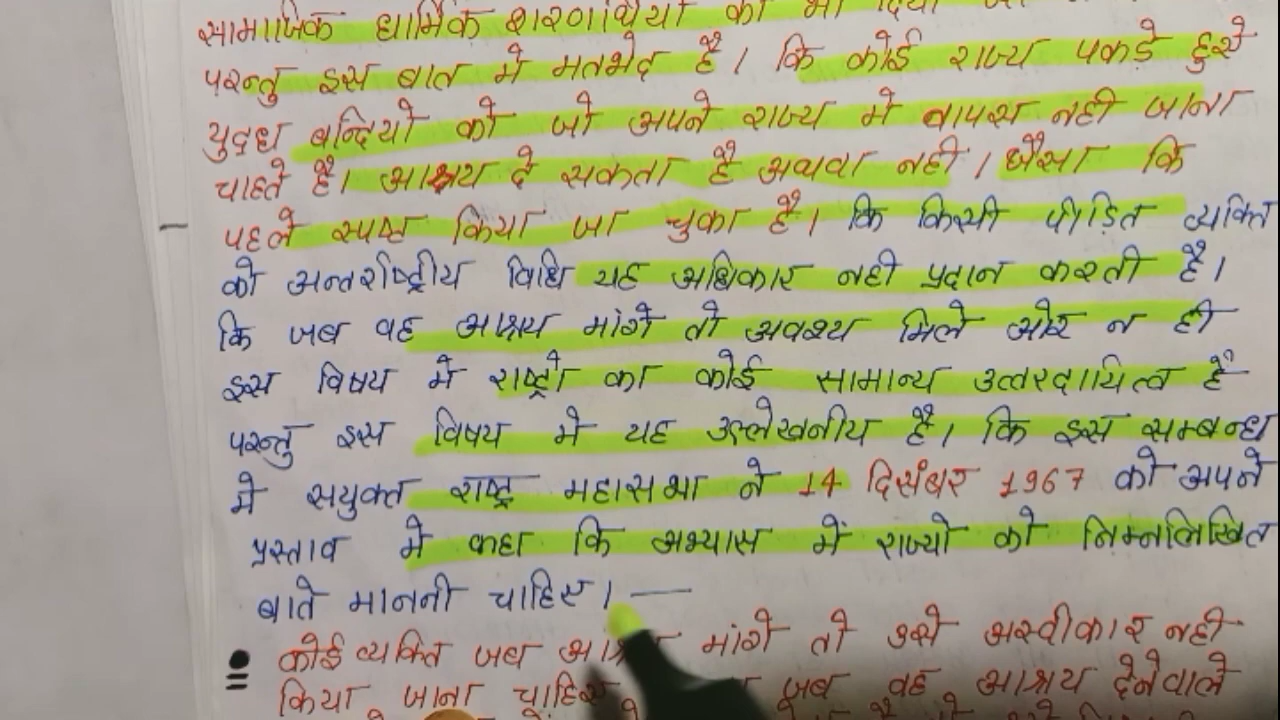 सामाजिक धार्मिक शरणार्थियों को भी दिया
परन्तु इस बात मे मतभेद है। कि कोई राज्य पकड़े हुये
युद्ध बन्दियो को जो अपने राज्य मे वापस नही जाना
चाहते है। आश्रय दे सकता है अथवा नही। जैसा कि
पहले स्पष्ट किया जा चुका है। कि किसी पीड़ित व्यक्ति
को अन्तर्राष्ट्रीय विधि यह अधिकार नही प्रदान करती है।
कि जब वह आश्रय मांगे तो अवश्य मिले और न ही
इस विषय मे राष्ट्रो का कोई सामान्य उत्तरदायित्व है
परन्तु इस विषय मे यह उल्लेखनीय है। कि इस सम्बन्ध
मे सयुक्त राष्ट्र महासभा ने 14 दिसंबर 1967 को अपने
प्रस्ताव मे कहा कि अभ्यास में राज्यो को निम्नलिखित
बाते माननी चाहिए। —
कोई व्यक्ति जब मांगे तो उसे अस्वीकार नही
किया जाना चाहिए जब वह आश्रय देनेवाले